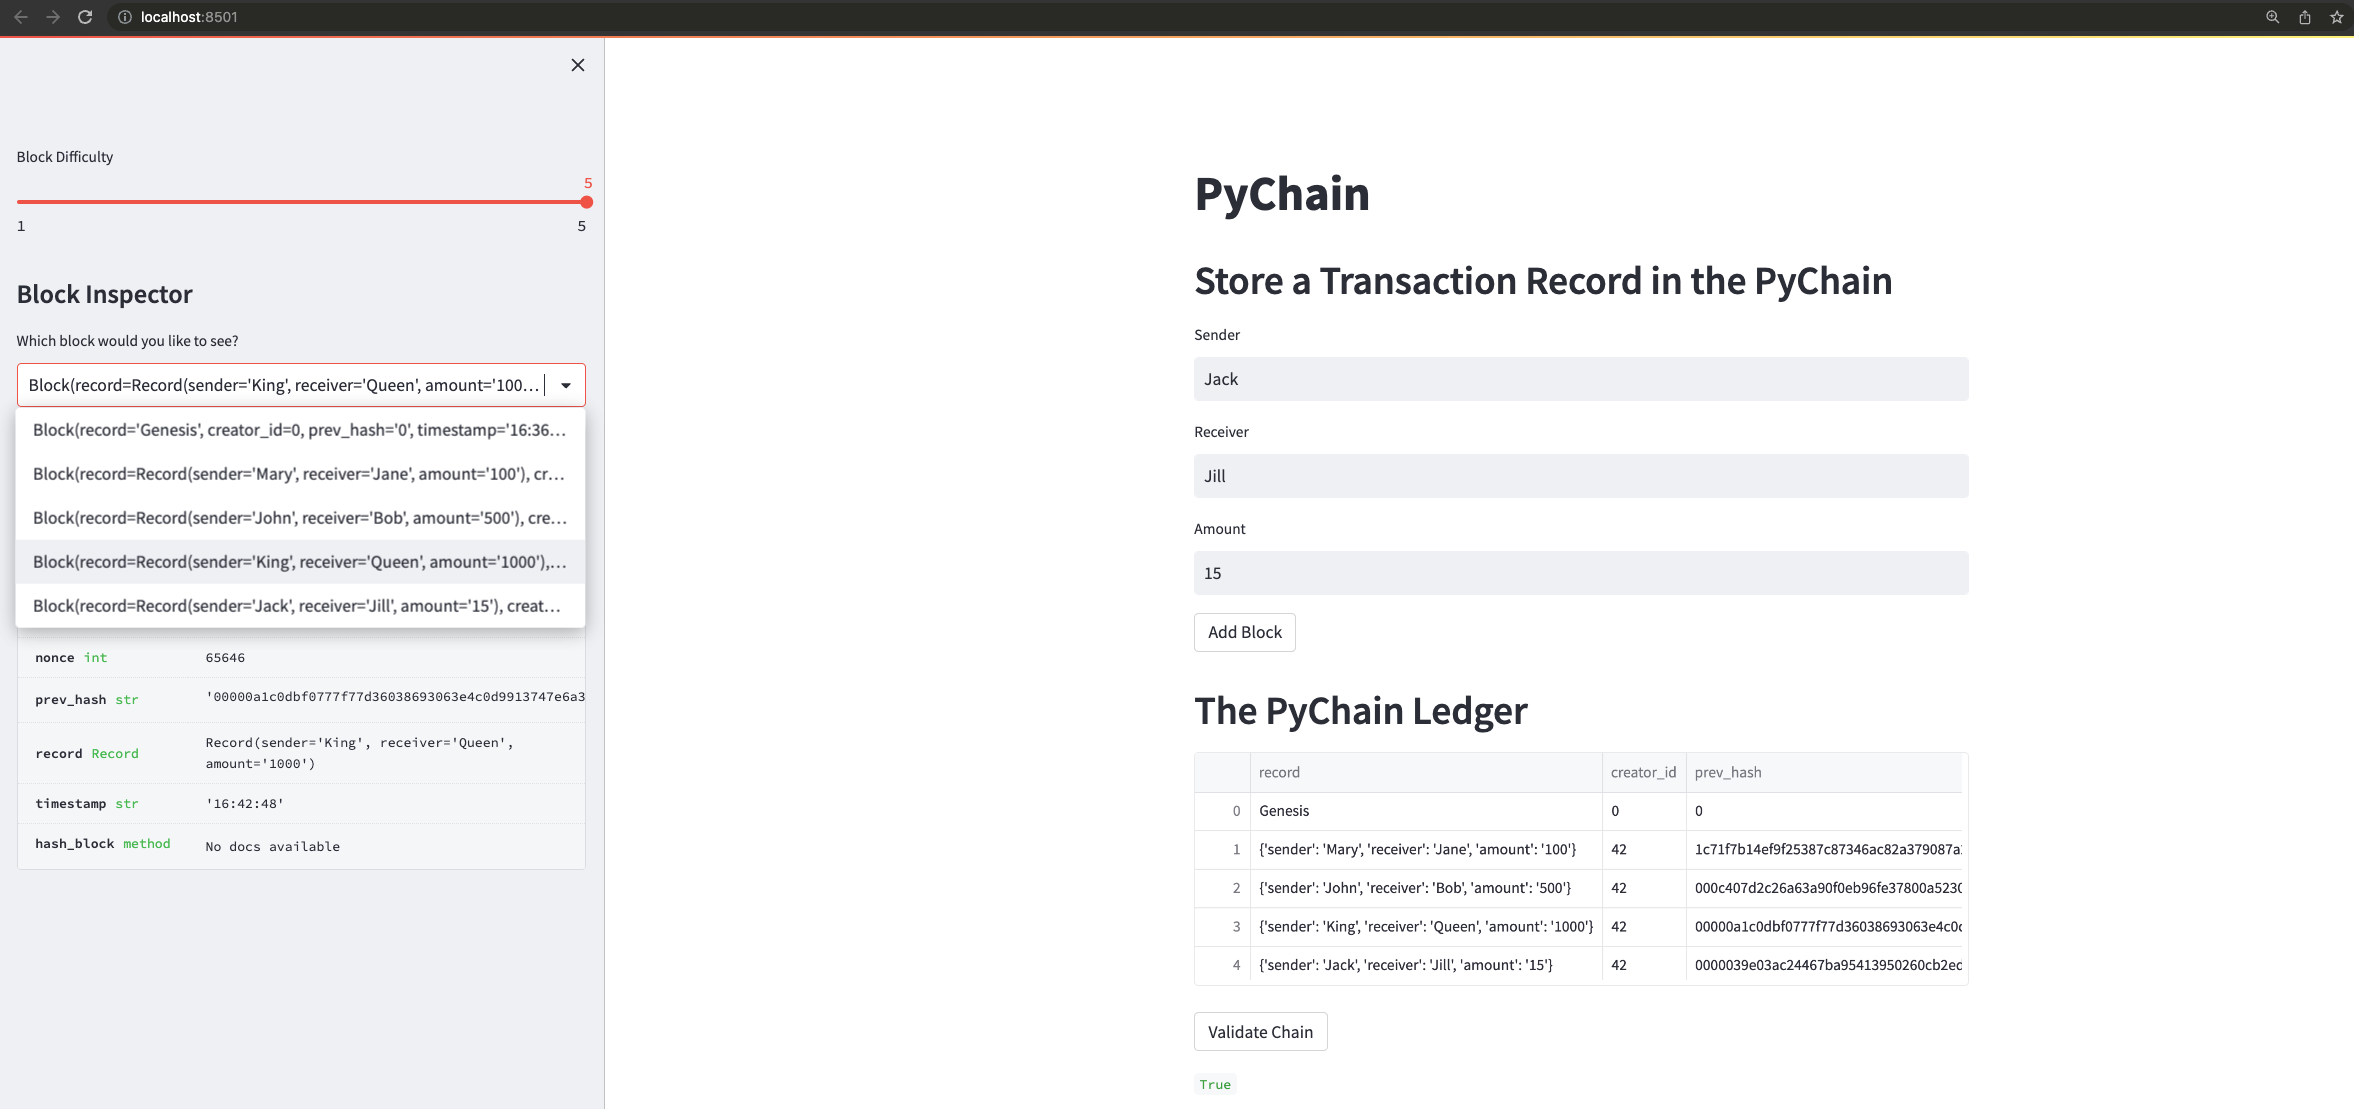 localhost:8501
Block Difficulty
5
1
5
Block Inspector
Which block would you like to see?
Block(record=Record(sender='King', receiver='Queen', amount='100…
Block(record='Genesis', creator_id=0, prev_hash='0', timestamp='16:36…
Block(record=Record(sender='Mary', receiver='Jane', amount='100'), cr…
Block(record=Record(sender='John', receiver='Bob', amount='500'), cre…
Block(record=Record(sender='King', receiver='Queen', amount='1000'),…
Block(record=Record(sender='Jack', receiver='Jill', amount='15'), creat…
nonce int 65646
prev_hash str '00000a1c0dbf0777f77d36038693063e4c0d9913747e6a3
record Record Record(sender='King', receiver='Queen',
amount='1000')
timestamp str '16:42:48'
hash_block method No docs available
PyChain
Store a Transaction Record in the PyChain
Sender
Jack
Receiver
Jill
Amount
15
Add Block
The PyChain Ledger
record creator_id prev_hash
0 Genesis 0 0
1 {'sender': 'Mary', 'receiver': 'Jane', 'amount': '100'} 42 1c71f7b14ef9f25387c87346ac82a379087a
2 {'sender': 'John', 'receiver': 'Bob', 'amount': '500'} 42 000c407d2c26a63a90f0eb96fe37800a5230
3 {'sender': 'King', 'receiver': 'Queen', 'amount': '1000'} 42 00000a1c0dbf0777f77d36038693063e4c0d
4 {'sender': 'Jack', 'receiver': 'Jill', 'amount': '15'} 42 0000039e03ac24467ba95413950260cb2ec
Validate Chain
True